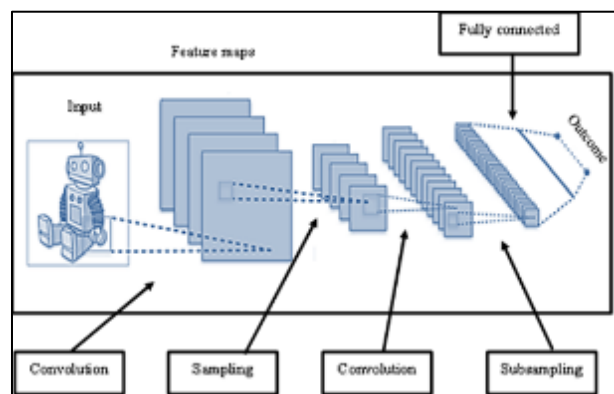 Fully connected
Feature maps
Input
Outcome
Convolution
Sampling
Convolution
Subsampling